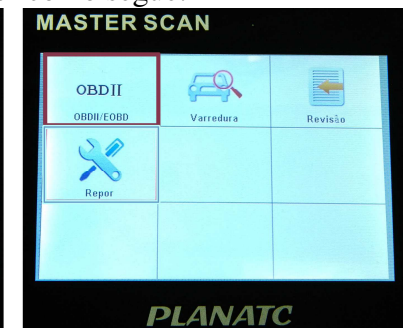 MASTER SCAN
OBDII
OBDII/EOBD
Varredura
Revisão
Repor
PLANATC